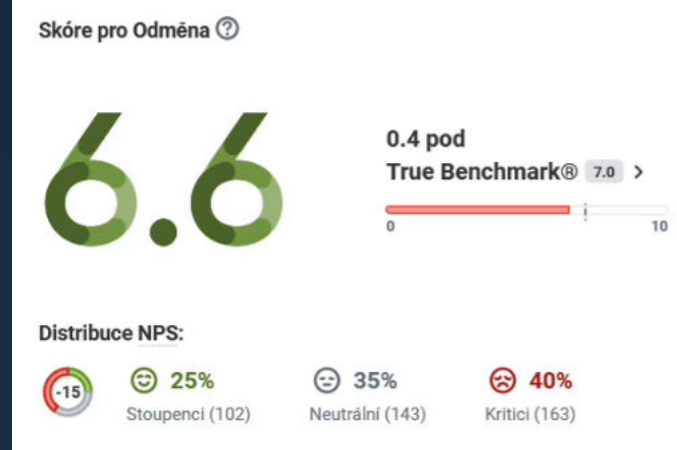 Skóre pro Odměna ?
6.6
0.4 pod
True Benchmark® 7.0 >
0 10
Distribuce NPS:
-15
25%
Stoupenci (102)
35%
Neutrální (143)
40%
Kritici (163)